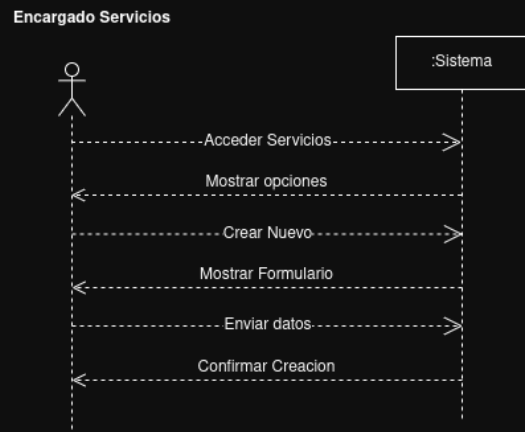 Encargado Servicios
:Sistema
Acceder Servicios
Mostrar opciones
Crear Nuevo
Mostrar Formulario
Enviar datos
Confirmar Creacion